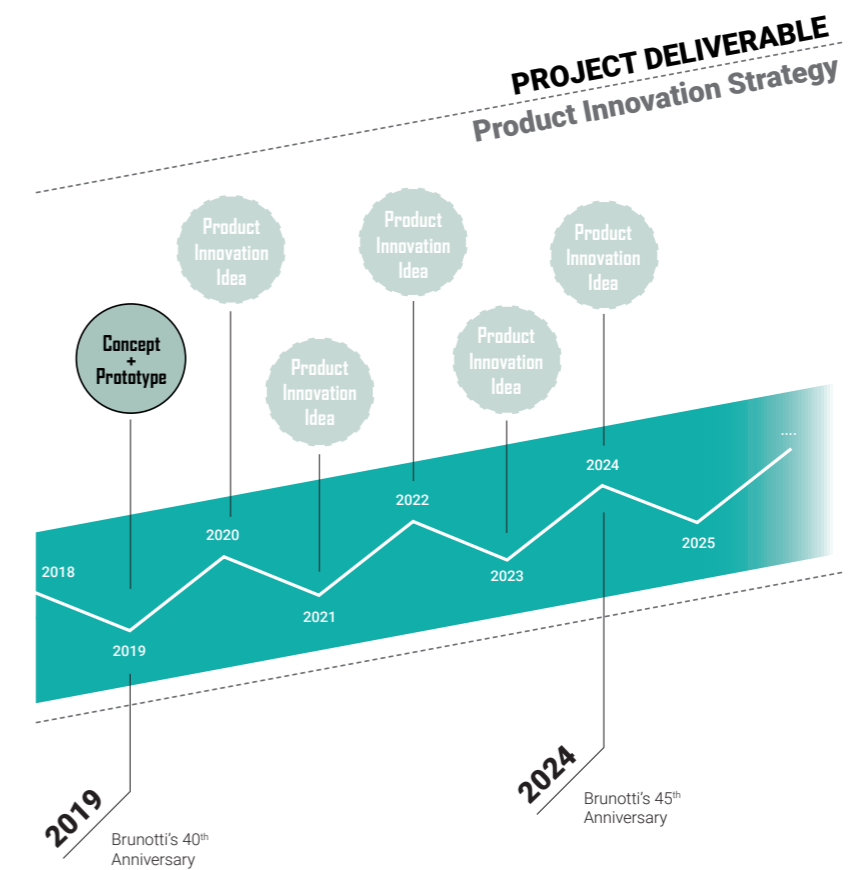 PROJECT DELIVERABLE
Product Innovation Strategy
Product
Innovation
Idea
Product
Innovation
Idea
Product
Innovation
Idea
Concept
+
Prototype
Product
Innovation
Idea
Product
Innovation
Idea
....
2024
2022
2020
2025
2018
2023
2021
2019
2019
Brunotti's 40th
Anniversary
2024
Brunotti's 45th
Anniversary